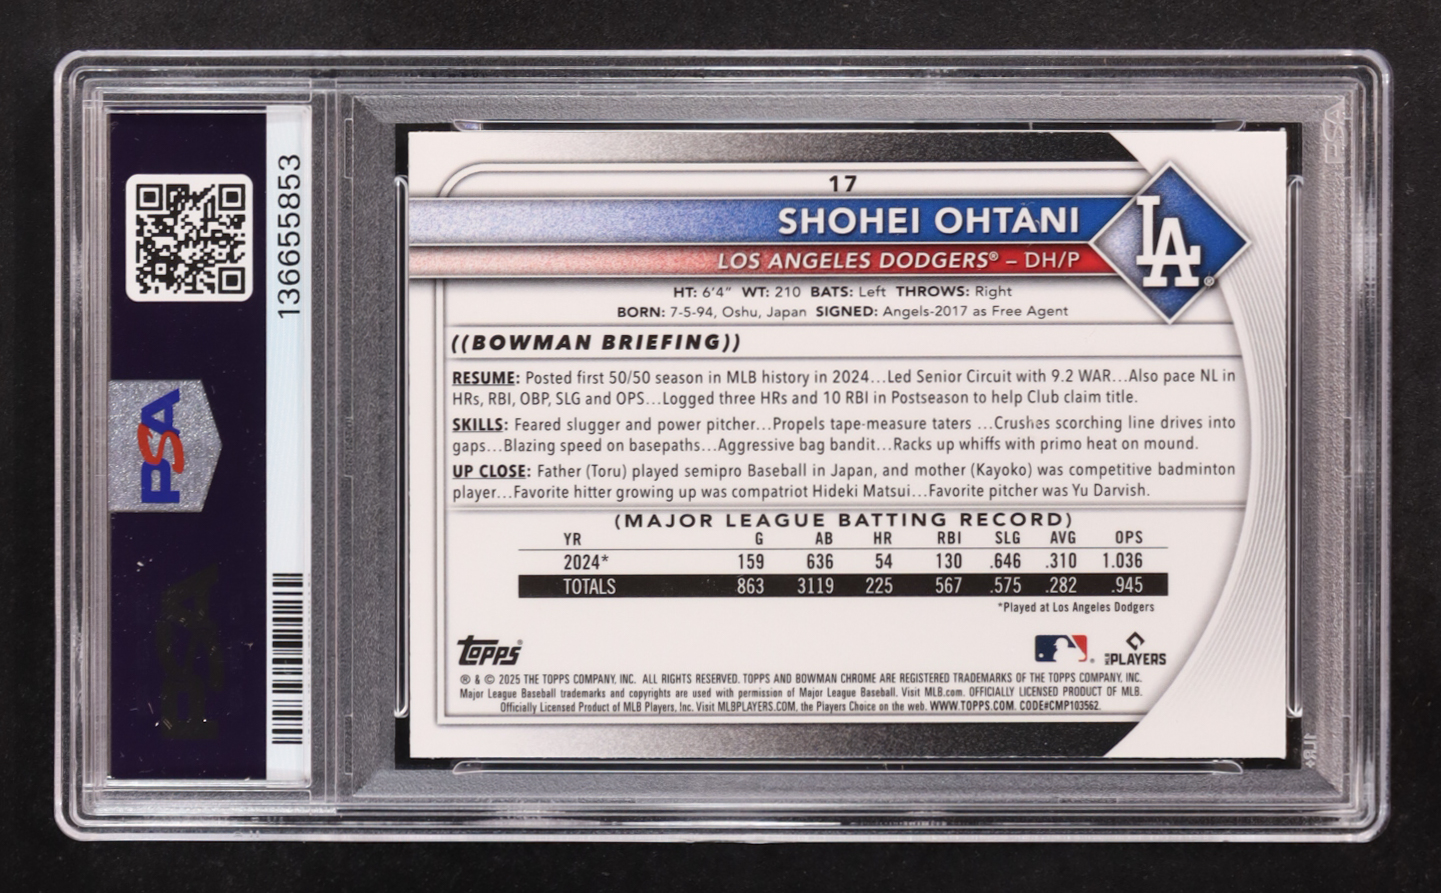 136655853
PSA
17
SHOHEI OHTANI
LA
LOS ANGELES DODGERS® – DH/P
HT: 6'4" WT: 210 BATS: Left THROWS: Right
BORN: 7-5-94, Oshu, Japan SIGNED: Angels-2017 as Free Agent
((BOWMAN BRIEFING))
RESUME: Posted first 50/50 season in MLB history in 2024...Led Senior Circuit with 9.2 WAR...Also pace NL in
HRs, RBI, OBP, SLG and OPS...Logged three HRs and 10 RBI in Postseason to help Club claim title.
SKILLS: Feared slugger and power pitcher...Propels tape-measure taters ...Crushes scorching line drives into
gaps...Blazing speed on basepaths...Aggressive bag bandit...Racks up whiffs with primo heat on mound.
UP CLOSE: Father (Toru) played semipro Baseball in Japan, and mother (Kayoko) was competitive badminton
player...Favorite hitter growing up was compatriot Hideki Matsui...Favorite pitcher was Yu Darvish.
(MAJOR LEAGUE BATTING RECORD)
YR G AB HR RBI SLG AVG OPS
2024* 159 636 54 130 .646 .310 1.036
TOTALS 863 3119 225 567 .575 .282 .945
*Played at Los Angeles Dodgers
Topps®
MLB PLAYERS
® & © 2025 THE TOPPS COMPANY, INC. ALL RIGHTS RESERVED. TOPPS AND BOWMAN CHROME ARE REGISTERED TRADEMARKS OF THE TOPPS COMPANY, INC.
Major League Baseball trademarks and copyrights are used with permission of Major League Baseball. Visit MLB.com. OFFICIALLY LICENSED PRODUCT OF MLB.
Officially Licensed Product of MLB Players, Inc. Visit MLBPLAYERS.COM, the Players Choice on the web. WWW.TOPPS.COM. CODE#CMP103562.
PSA
PSA